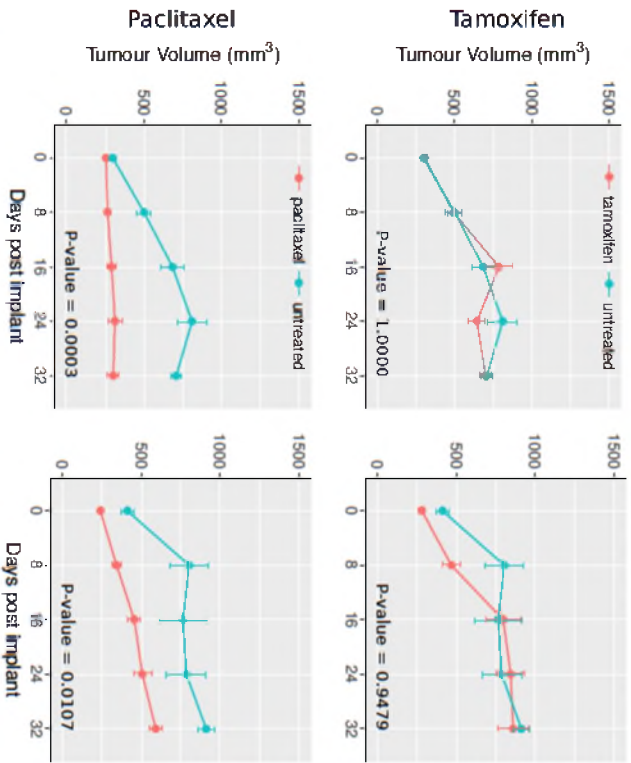 Tamoxifen
Tumour Volume (mm³)
1500
1000
500
0
tamoxifen untreated
P-value = 1.0000
0 8 16 24 32
1500
1000
500
0
P-value = 0.9479
0 8 16 24 32
Paclitaxel
Tumour Volume (mm³)
1500
1000
500
0
paclitaxel untreated
P-value = 0.0003
0 8 16 24 32
Days post implant
1500
1000
500
0
P-value = 0.0107
0 8 16 24 32
Days post implant